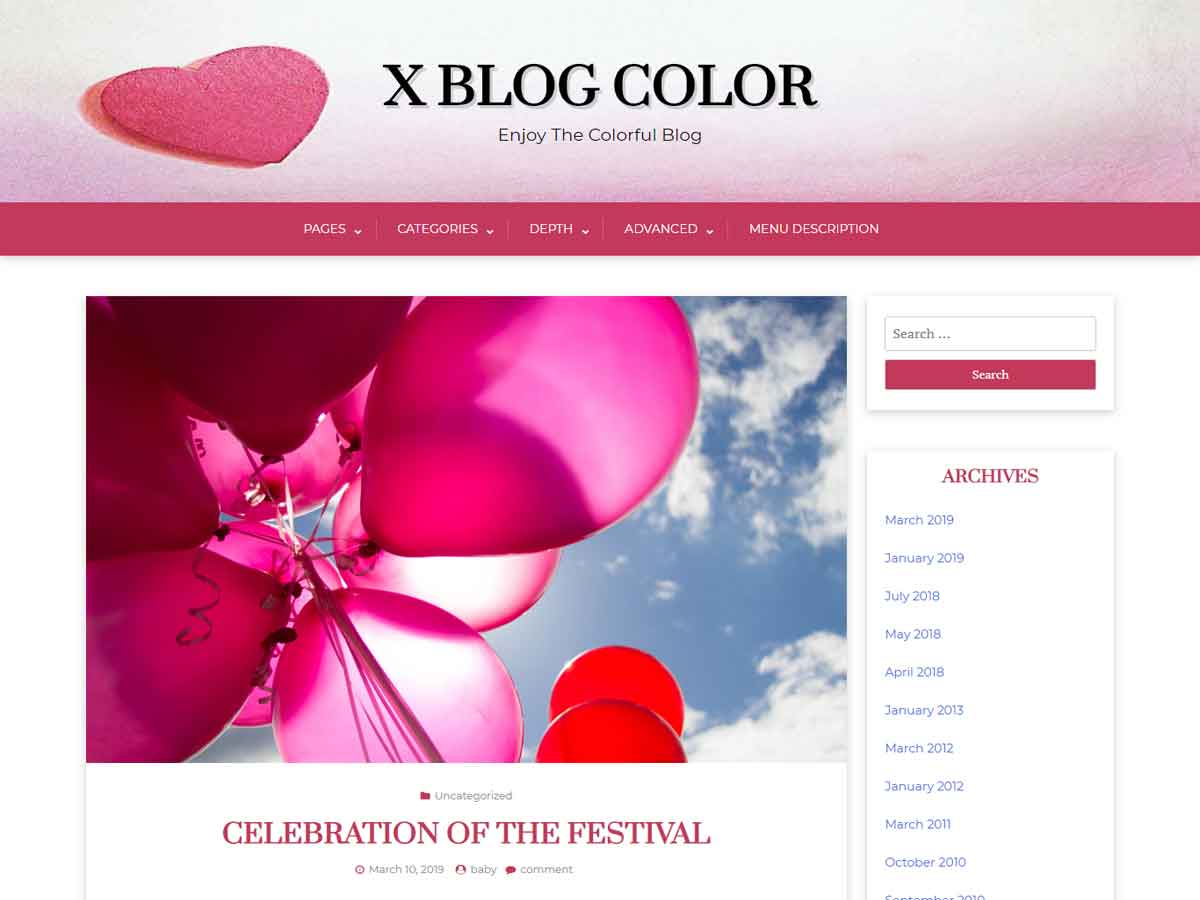 X BLOG COLOR
Enjoy The Colorful Blog
PAGES CATEGORIES DEPTH ADVANCED MENU DESCRIPTION
Search ...
Search
ARCHIVES
March 2019
January 2019
July 2018
May 2018
April 2018
January 2013
March 2012
January 2012
March 2011
October 2010
September 2010
Uncategorized
CELEBRATION OF THE FESTIVAL
March 10, 2019 baby comment